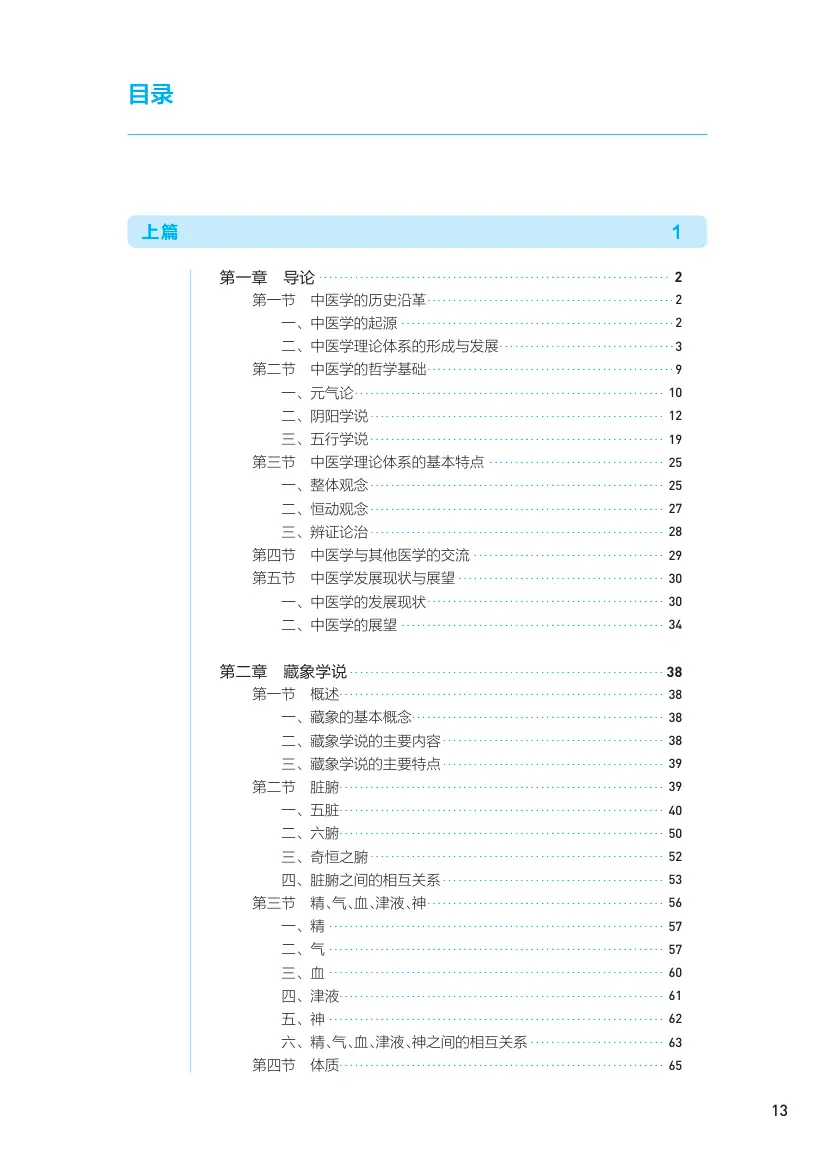 目录
上篇 1
第一章 导论 2
第一节 中医学的历史沿革 2
一、中医学的起源 2
二、中医学理论体系的形成与发展 3
第二节 中医学的哲学基础 9
一、元气论 10
二、阴阳学说 12
三、五行学说 19
第三节 中医学理论体系的基本特点 25
一、整体观念 25
二、恒动观念 27
三、辨证论治 28
第四节 中医学与其他医学的交流 29
第五节 中医学发展现状与展望 30
一、中医学的发展现状 30
二、中医学的展望 34
第二章 藏象学说 38
第一节 概述 38
一、藏象的基本概念 38
二、藏象学说的主要内容 38
三、藏象学说的主要特点 39
第二节 脏腑 39
一、五脏 40
二、六腑 50
三、奇恒之腑 52
四、脏腑之间的相互关系 53
第三节 精、气、血、津液、神 56
一、精 57
二、气 57
三、血 60
四、津液 61
五、神 62
六、精、气、血、津液、神之间的相互关系 63
第四节 体质 65
13